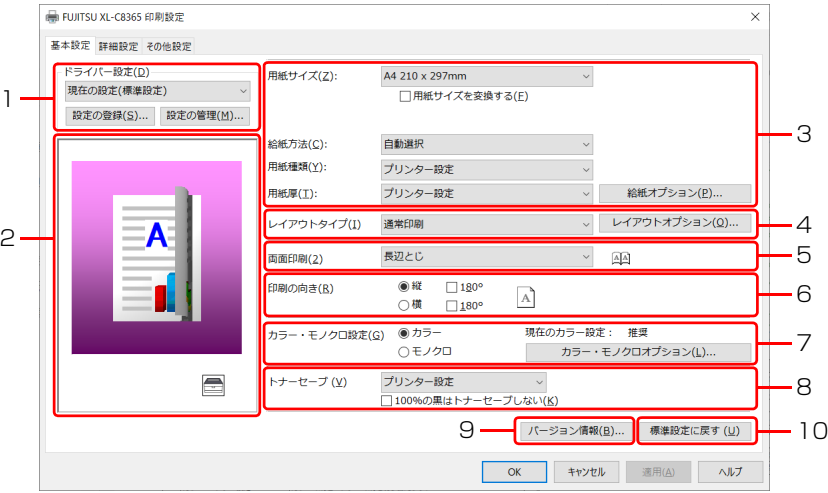 FUJITSU XL-C8365 印刷設定
基本設定 詳細設定 その他設定
1
ドライバー設定(D)
現在の設定(標準設定)
設定の登録(S)... 設定の管理(M)...
2
A
用紙サイズ(Z): A4 210 x 297mm
用紙サイズを変換する(F)
給紙方法(C): 自動選択
用紙種類(Y): プリンター設定
用紙厚(T): プリンター設定 給紙オプション(P)...
3
レイアウトタイプ(I) 通常印刷 レイアウトオプション(O)...
4
両面印刷(2) 長辺とじ AA
5
印刷の向き(R) 縦 180º
横 180º
A
6
カラー・モノクロ設定(G) カラー 現在のカラー設定： 推奨
モノクロ カラー・モノクロオプション(L)...
7
トナーセーブ (V) プリンター設定
100%の黒はトナーセーブしない(K)
8
9 バージョン情報(B)... 標準設定に戻す (U) 10
OK キャンセル 適用(A) ヘルプ